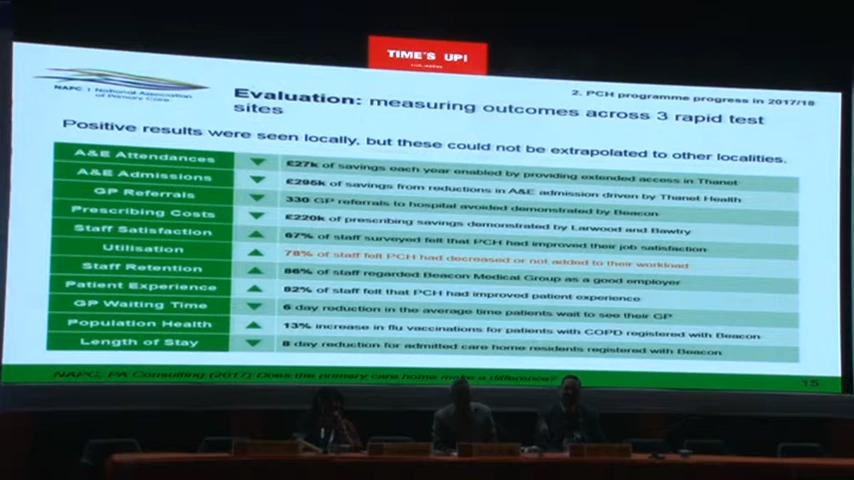 TIME'S UP!
NAPC | National Association
of Primary Care
2. PCH programme progress in 2017/18
Evaluation: measuring outcomes across 3 rapid test
sites
Positive results were seen locally, but these could not be extrapolated to other localities.
A&E Attendances £27k of savings each year enabled by providing extended access in Thanet
A&E Admissions £295k of savings from reductions in A&E admission driven by Thanet Health
GP Referrals 330 GP referrals to hospital avoided demonstrated by Beacon
Prescribing Costs £220k of prescribing savings demonstrated by Larwood and Bawtry
Staff Satisfaction 67% of staff surveyed felt that PCH had improved their job satisfaction
Utilisation 78% of staff felt PCH had decreased or not added to their workload
Staff Retention 86% of staff regarded Beacon Medical Group as a good employer
Patient Experience 82% of staff felt that PCH had improved patient experience
GP Waiting Time 6 day reduction in the average time patients wait to see their GP
Population Health 13% increase in flu vaccinations for patients with COPD registered with Beacon
Length of Stay 8 day reduction for admitted care home residents registered with Beacon
NAPC, PA Consulting (2017) Does the primary care home make a difference?
15